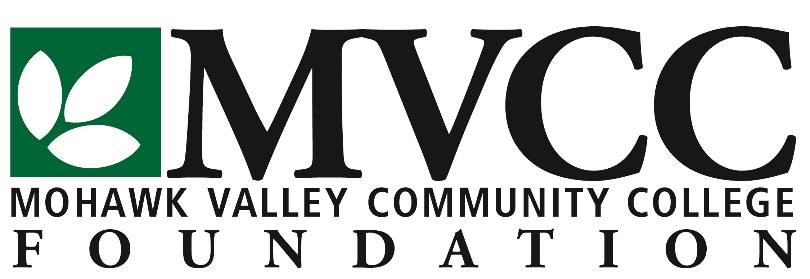 MVCC
MOHAWK VALLEY COMMUNITY COLLEGE
FOUNDATION